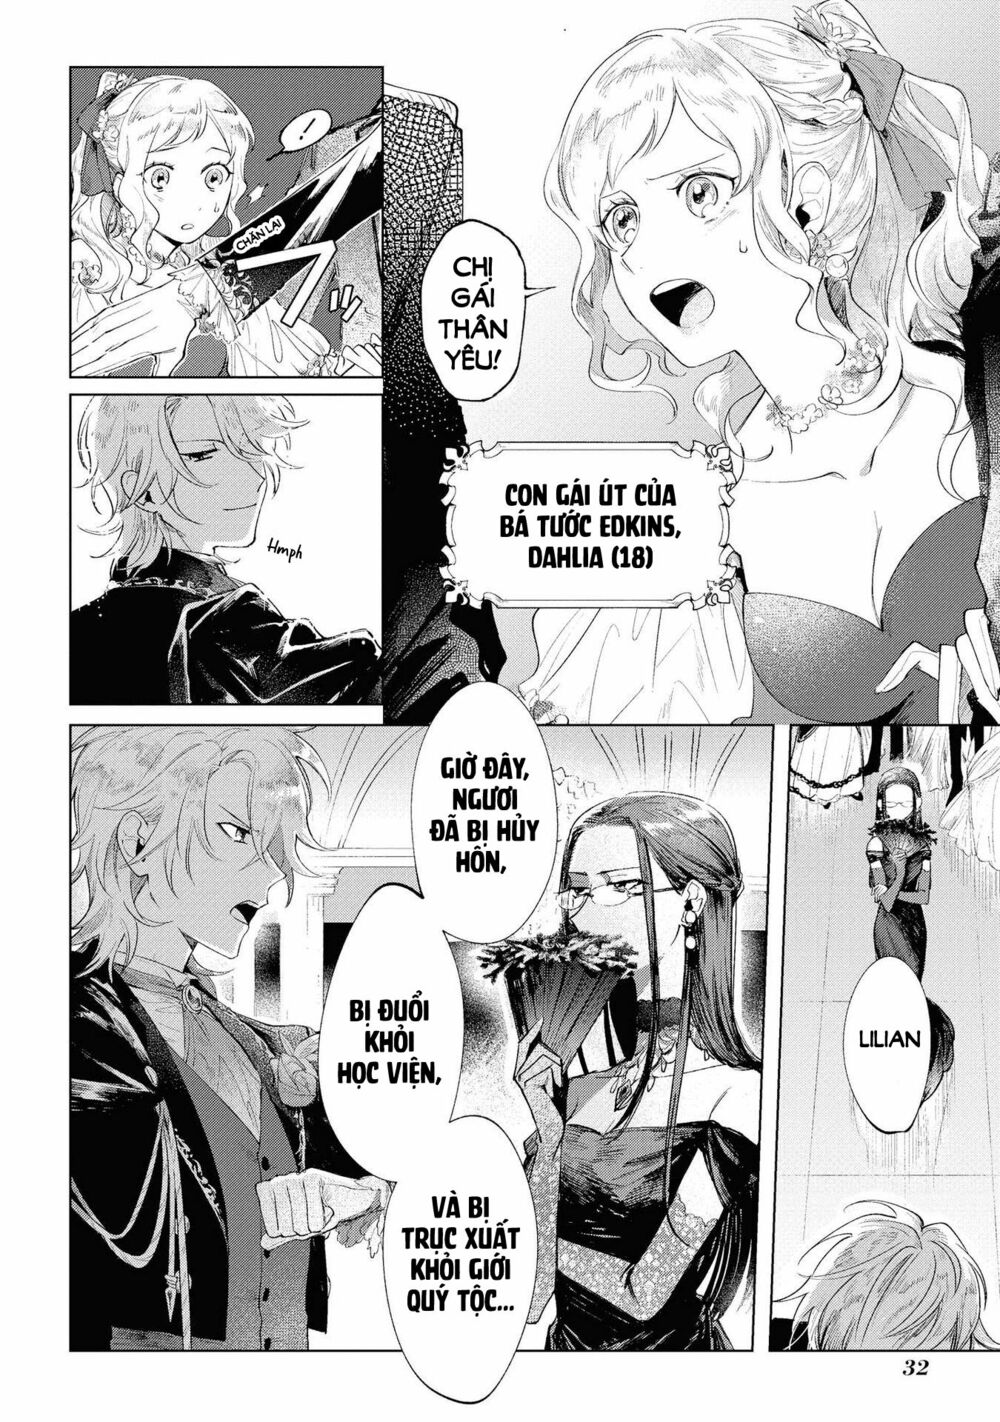 CHỊ
GÁI
THÂN
YÊU!
CON GÁI ÚT CỦA
BÁ TƯỚC EDKINS,
DAHLIA (18)
!
CHẶN LẠI
Hmph
LILIAN
GIỜ ĐÂY,
NGƯƠI
ĐÃ BỊ HỦY
HÔN,
BỊ ĐUỔI
KHỎI
HỌC VIỆN,
VÀ BỊ
TRỤC XUẤT
KHỎI GIỚI
QUÝ TỘC...
32